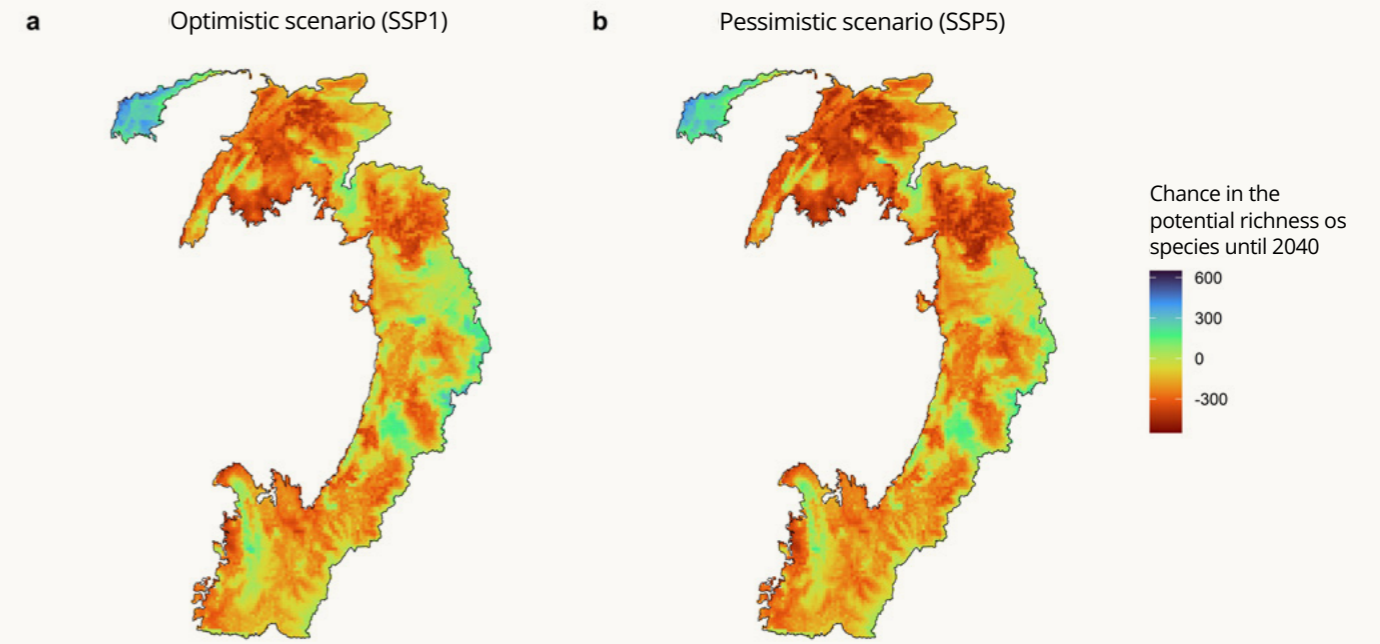 a
Optimistic scenario (SSP1)
b
Pessimistic scenario (SSP5)
Chance in the
potential richness os
species until 2040
600
300
0
-300